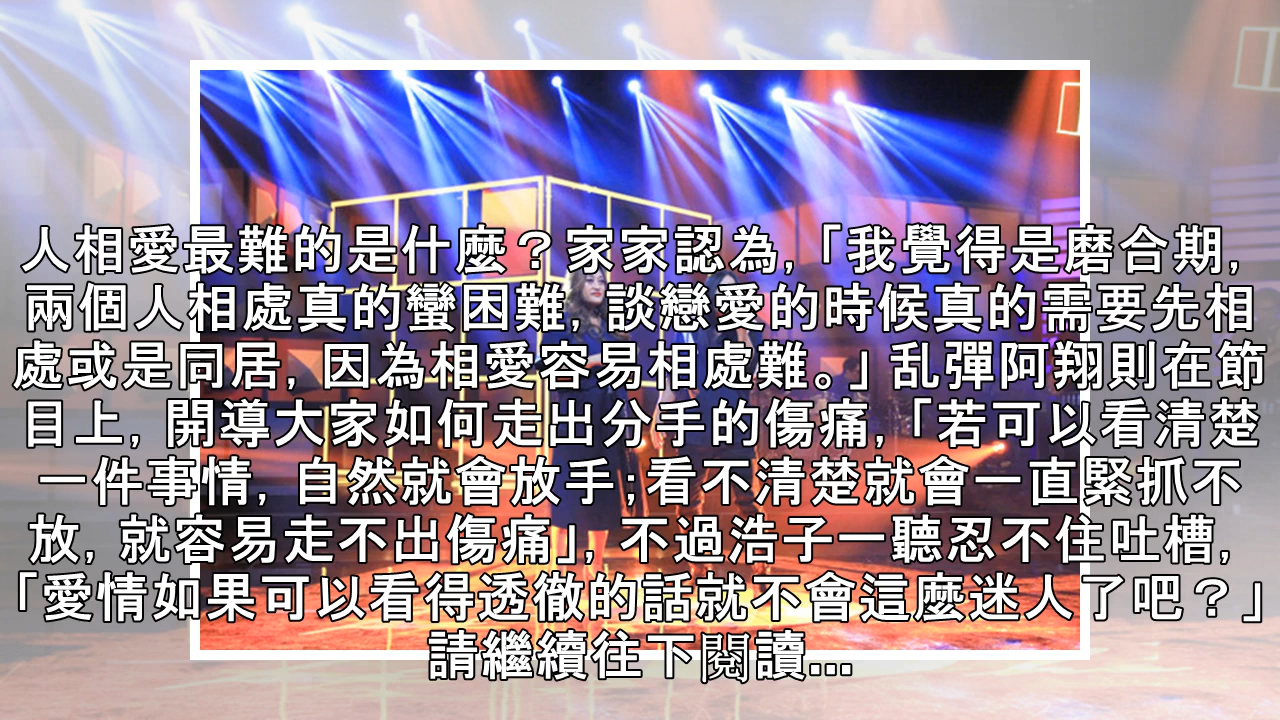 人相愛最難的是什麼？家家認為,「我覺得是磨合期,
兩個人相處真的蠻困難, 談戀愛的時候真的需要先相
處或是同居, 因為相愛容易相處難。」乱彈阿翔則在節
目上, 開導大家如何走出分手的傷痛,「若可以看清楚
一件事情, 自然就會放手;看不清楚就會一直緊抓不
放, 就容易走不出傷痛」, 不過浩子一聽忍不住吐槽,
「愛情如果可以看得透徹的話就不會這麼迷人了吧？」
請繼續往下閱讀...